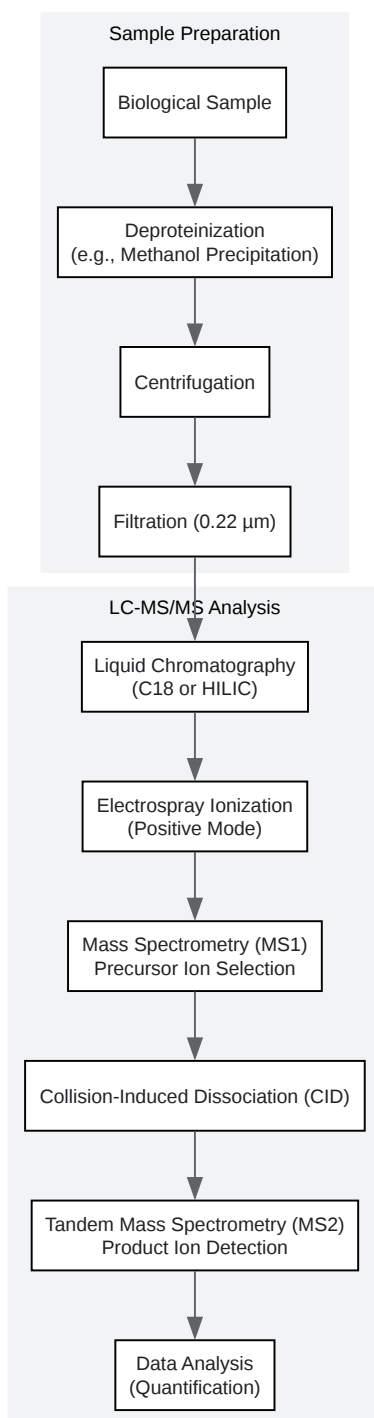 Sample Preparation
Biological Sample
Deproteinization
(e.g., Methanol Precipitation)
Centrifugation
Filtration (0.22 µm)
LC-MS/MS Analysis
Liquid Chromatography
(C18 or HILIC)
Electrospray Ionization
(Positive Mode)
Mass Spectrometry (MS1)
Precursor Ion Selection
Collision-Induced Dissociation (CID)
Tandem Mass Spectrometry (MS2)
Product Ion Detection
Data Analysis
(Quantification)